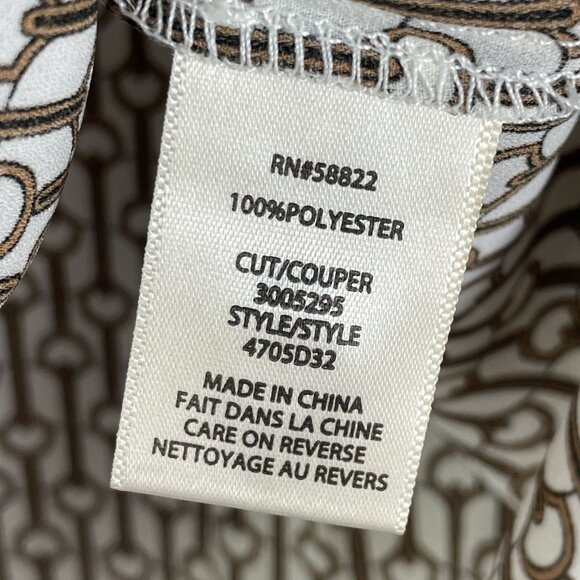 RN#58822
100%POLYESTER
CUT/COUPER
3005295
STYLE/STYLE
4705D32
MADE IN CHINA
FAIT DANS LA CHINE
CARE ON REVERSE
NETTOYAGE AU REVERS